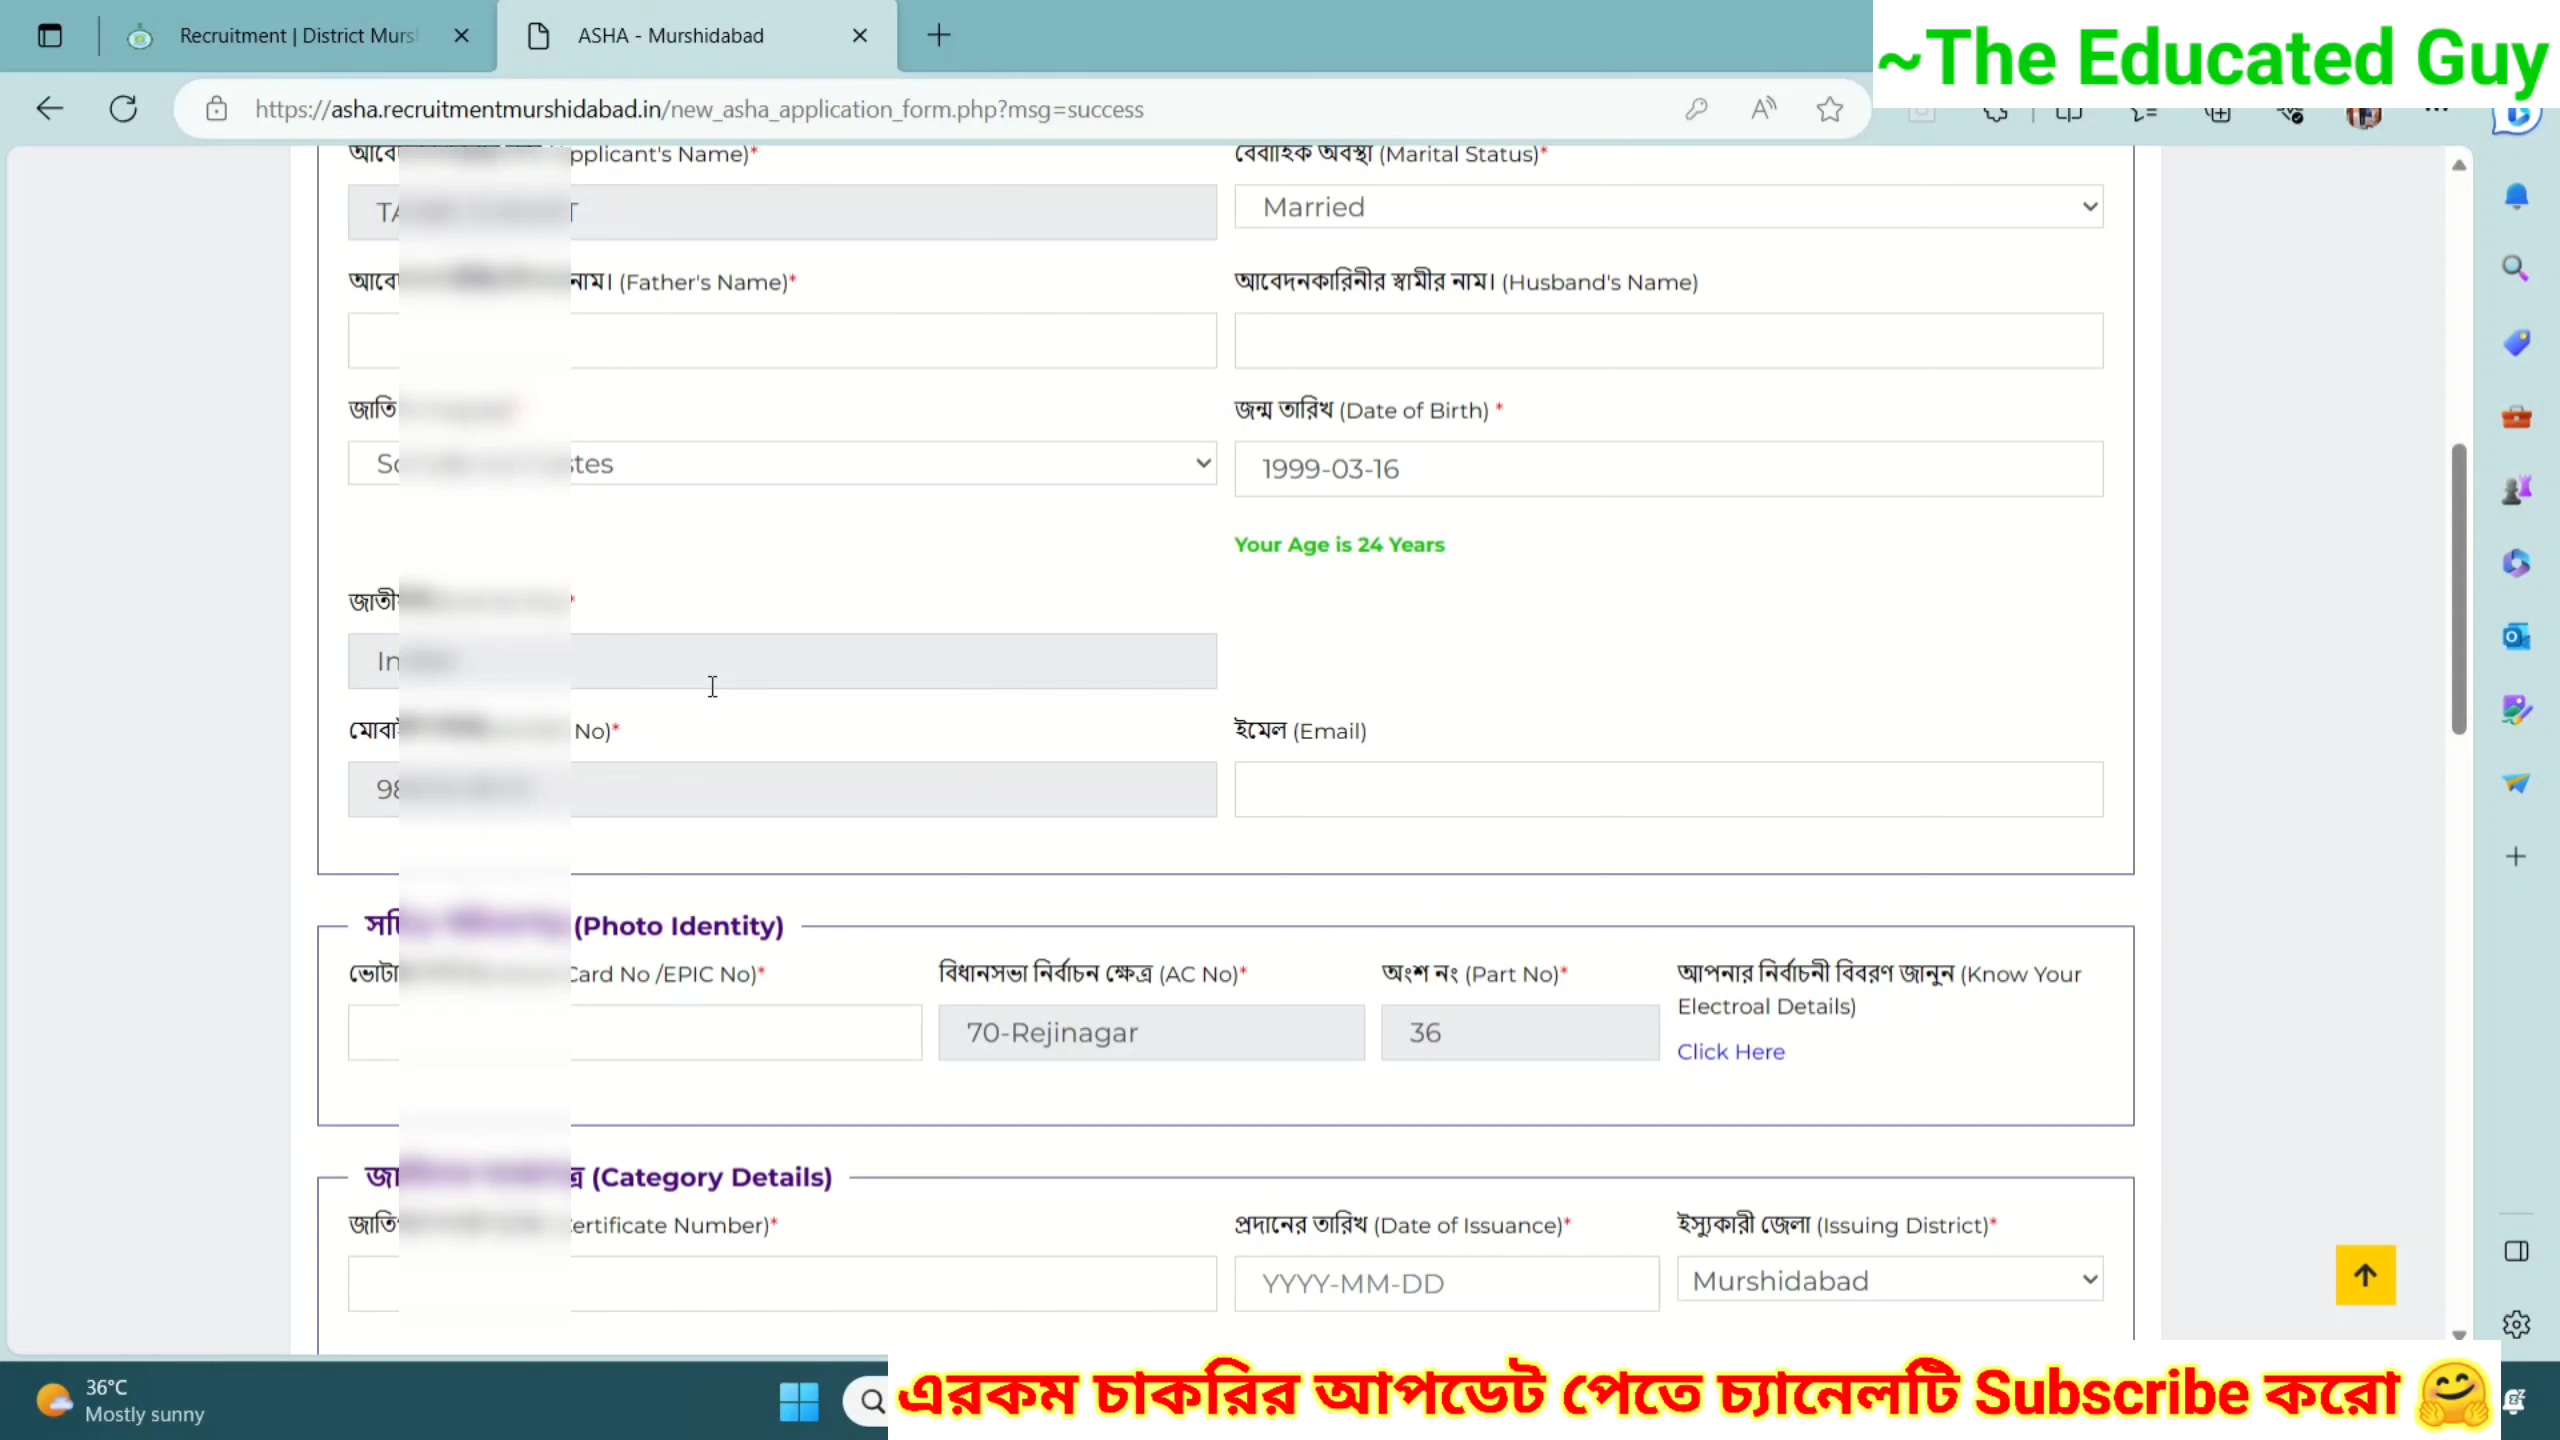 Recruitment | District Murs
ASHA - Murshidabad
~The Educated Guy
https://asha.recruitmentmurshidabad.in/new_asha_application_form.php?msg=success
pplicant's Name)*
বৈবাহিক অবস্থা (Marital Status)*
Married
নাম। (Father's Name)*
আবেদনকারিনীর স্বামীর নাম। (Husband's Name)
জাতি
জন্ম তারিখ (Date of Birth) *
tes
1999-03-16
Your Age is 24 Years
No)*
ইমেল (Email)
98
(Photo Identity)
Card No /EPIC No)*
বিধানসভা নির্বাচন ক্ষেত্র (AC No)*
অংশ নং (Part No)*
আপনার নির্বাচনী বিবরণ জানুন (Know Your
Electroal Details)
70-Rejinagar
36
Click Here
(Category Details)
ertificate Number)*
প্রদানের তারিখ (Date of Issuance)*
ইস্যুকারী জেলা (Issuing District)*
YYYY-MM-DD
Murshidabad
36°C
Mostly sunny
এরকম চাকরির আপডেট পেতে চ্যানেলটি Subscribe করো